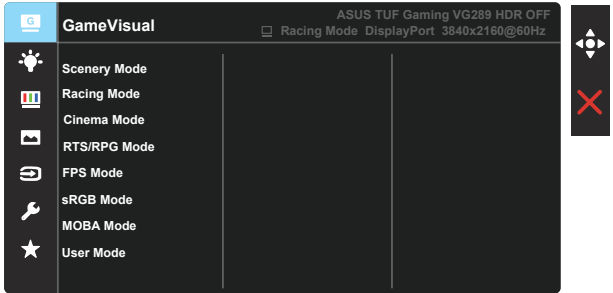 G
GameVisual
ASUS TUF Gaming VG289 HDR OFF
Racing Mode DisplayPort 3840x2160@60Hz
Scenery Mode
Racing Mode
Cinema Mode
RTS/RPG Mode
FPS Mode
sRGB Mode
MOBA Mode
User Mode